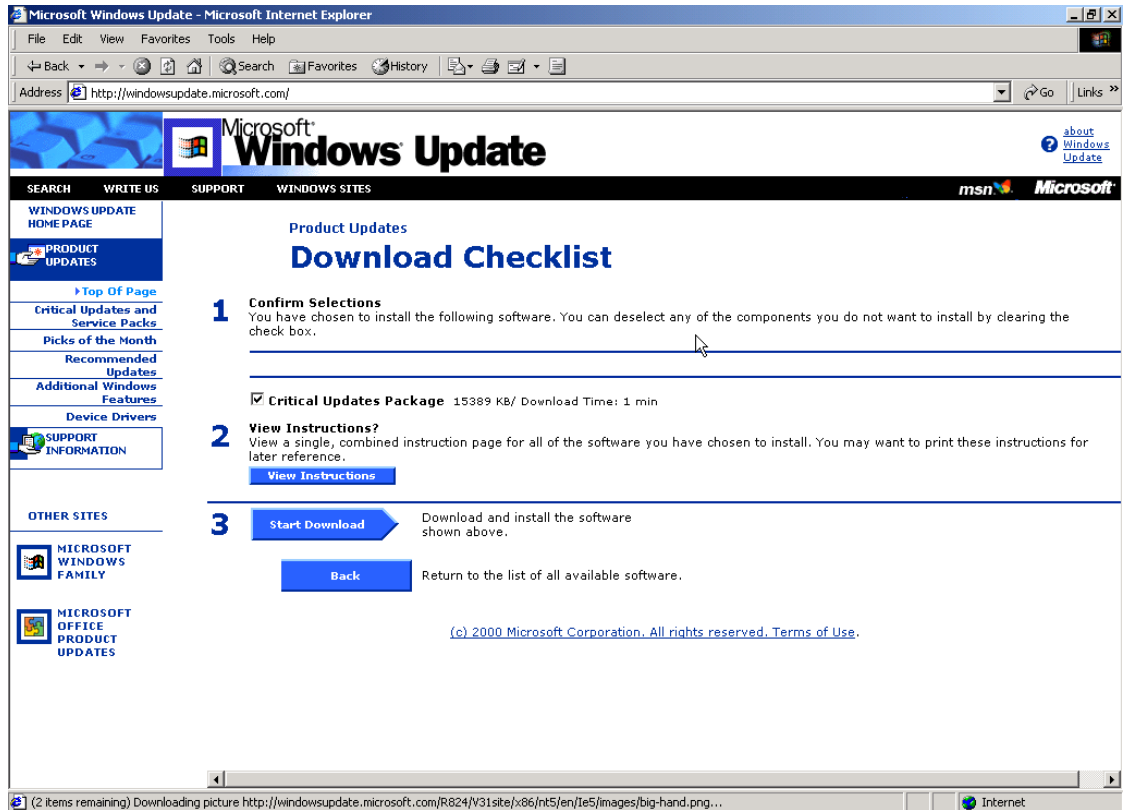 Microsoft Windows Update - Microsoft Internet Explorer
File Edit View Favorites Tools Help
Back Search Favorites History
Address http://windowsupdate.microsoft.com/ Go Links »
Microsoft
Windows Update
about
Windows
Update
SEARCH WRITE US SUPPORT WINDOWS SITES msn Microsoft
WINDOWS UPDATE
HOME PAGE
PRODUCT
UPDATES
Top Of Page
Critical Updates and
Service Packs
Picks of the Month
Recommended
Updates
Additional Windows
Features
Device Drivers
SUPPORT
INFORMATION
OTHER SITES
MICROSOFT
WINDOWS
FAMILY
MICROSOFT
OFFICE
PRODUCT
UPDATES
Product Updates
Download Checklist
1 Confirm Selections
You have chosen to install the following software. You can deselect any of the components you do not want to install by clearing the
check box.
Critical Updates Package 15389 KB/ Download Time: 1 min
2 View Instructions?
View a single, combined instruction page for all of the software you have chosen to install. You may want to print these instructions for
later reference.
View Instructions
3 Start Download Download and install the software
shown above.
Back Return to the list of all available software.
(c) 2000 Microsoft Corporation. All rights reserved. Terms of Use.
(2 items remaining) Downloading picture http://windowsupdate.microsoft.com/R824/V31site/x86/nt5/en/Ie5/images/big-hand.png... Internet